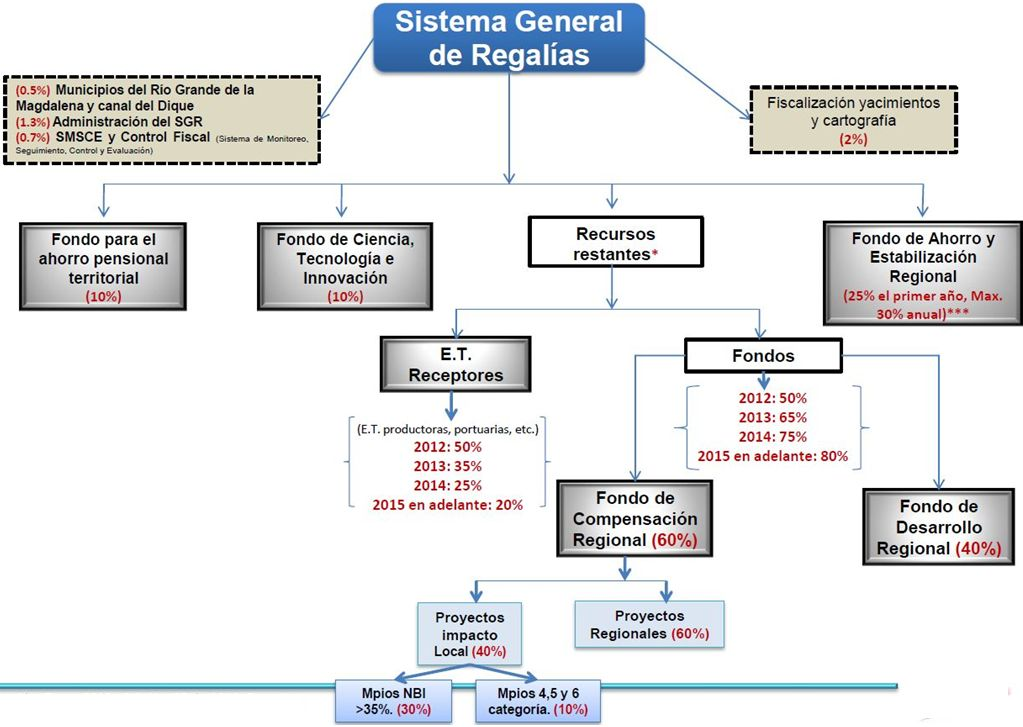 Sistema General
de Regalías
(0.5%) Municipios del Rio Grande de la
Magdalena y canal del Dique
(1.3%) Administración del SGR
(0.7%) SMSCE y Control Fiscal (Sistema de Monitoreo,
Seguimiento, Control y Evaluación)
Fiscalización yacimientos
y cartografía
(2%)
Fondo para el
ahorro pensional
territorial
(10%)
Fondo de Ciencia,
Tecnología e
Innovación
(10%)
Recursos
restantes*
Fondo de Ahorro y
Estabilización
Regional
(25% el primer año, Max.
30% anual)***
E.T.
Receptores
(E.T. productoras, portuarias, etc.)
2012: 50%
2013: 35%
2014: 25%
2015 en adelante: 20%
Fondos
2012: 50%
2013: 65%
2014: 75%
2015 en adelante: 80%
Fondo de
Compensación
Regional (60%)
Fondo de
Desarrollo
Regional (40%)
Proyectos
impacto
Local (40%)
Proyectos
Regionales (60%)
Mpios NBI
>35%. (30%)
Mpios 4,5 y 6
categoría. (10%)